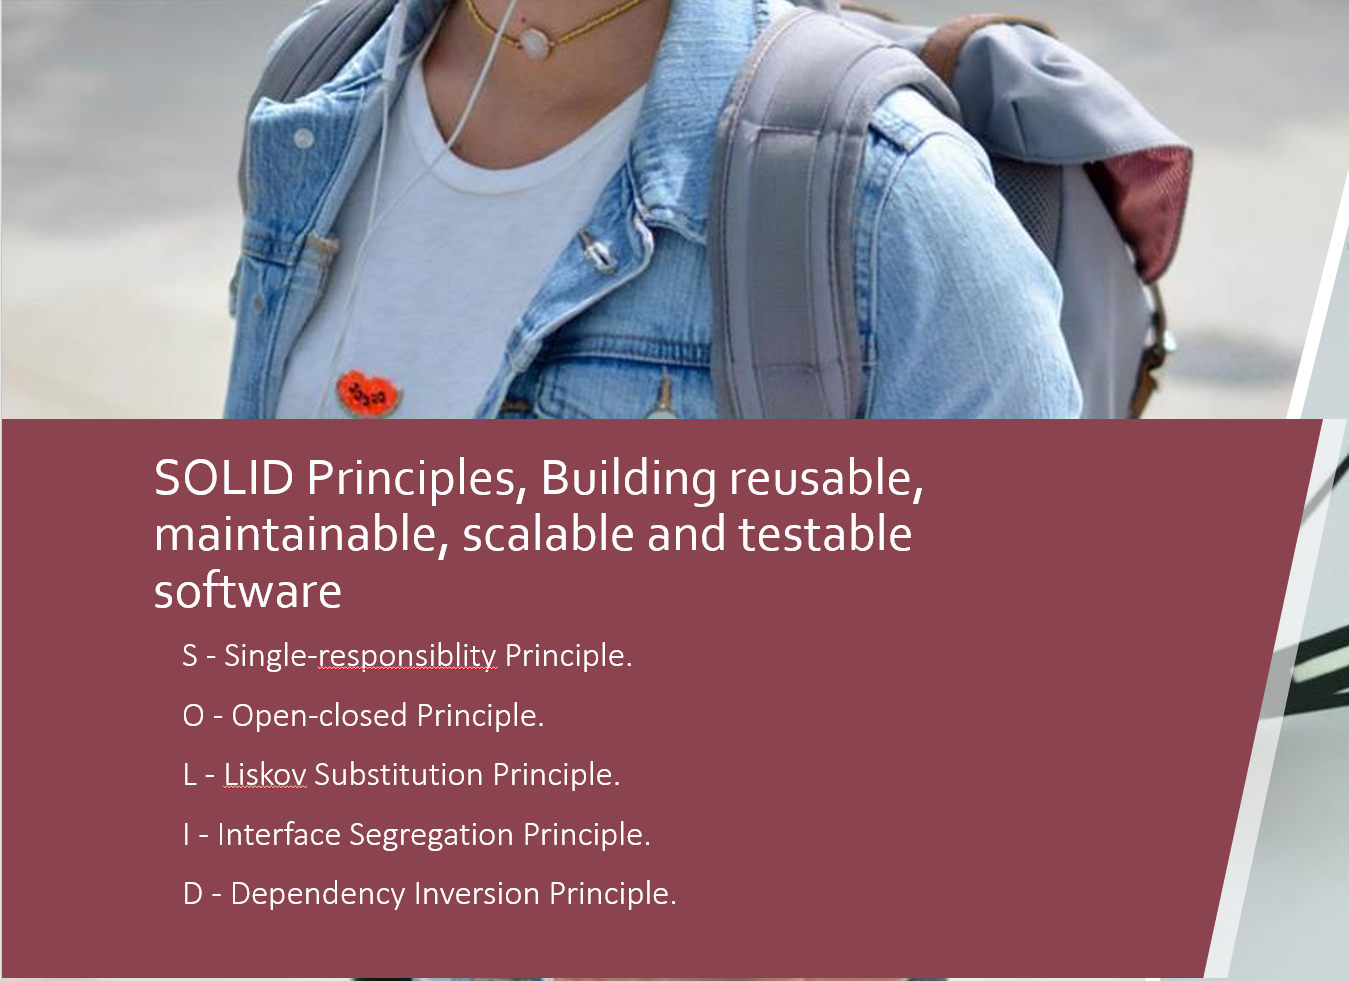 SOLID Principles, Building reusable,
maintainable, scalable and testable
software
S - Single-responsiblity Principle.
O - Open-closed Principle.
L - Liskov Substitution Principle.
I - Interface Segregation Principle.
D - Dependency Inversion Principle.